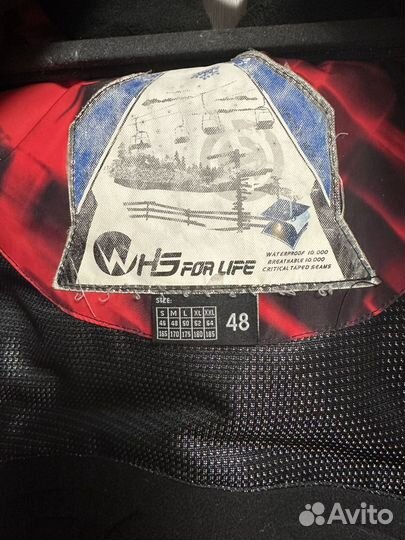 WHS FOR LIFE
WATERPROOF 10 000
BREATHABLE 10 000
CRITICAL TAPED SEAMS
SIZE:
S M L XL XXL
46 48 50 52 54
165 170 175 180 185
48
Avito